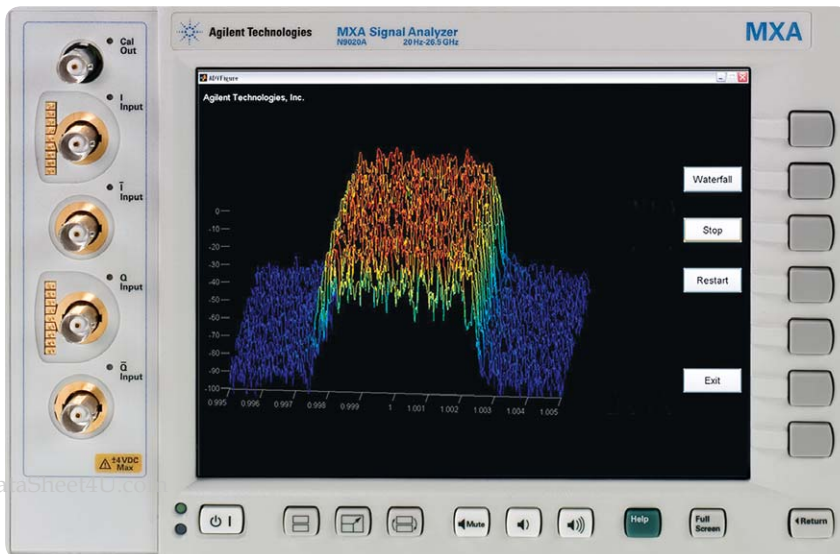 Cal
Out
I
Input
Ī
Input
Q
Input
Q̄
Input
±4VDC
Max
ataSheet4U.com
Agilent Technologies
MXA Signal Analyzer
N9020A 20 Hz-26.5 GHz
MXA
Agilent Technologies, Inc.
0
-10
-20
-30
-40
-50
-60
-70
-80
-90
-100
0.995 0.996 0.997 0.998 0.999 1 1.001 1.002 1.003 1.004 1.005
Waterfall
Stop
Restart
Exit
Mute
Help
Full
Screen
Return